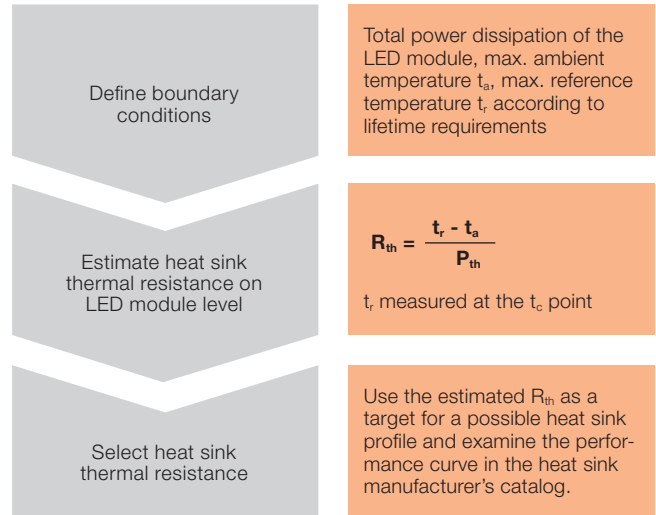 Define boundary
conditions
Total power dissipation of the
LED module, max. ambient
temperature tₐ, max. reference
temperature tᵣ according to
lifetime requirements
Estimate heat sink
thermal resistance on
LED module level
Rth = tr - ta
Pth
tr measured at the tc point
Select heat sink
thermal resistance
Use the estimated Rth as a
target for a possible heat sink
profile and examine the perfor-
mance curve in the heat sink
manufacturer's catalog.